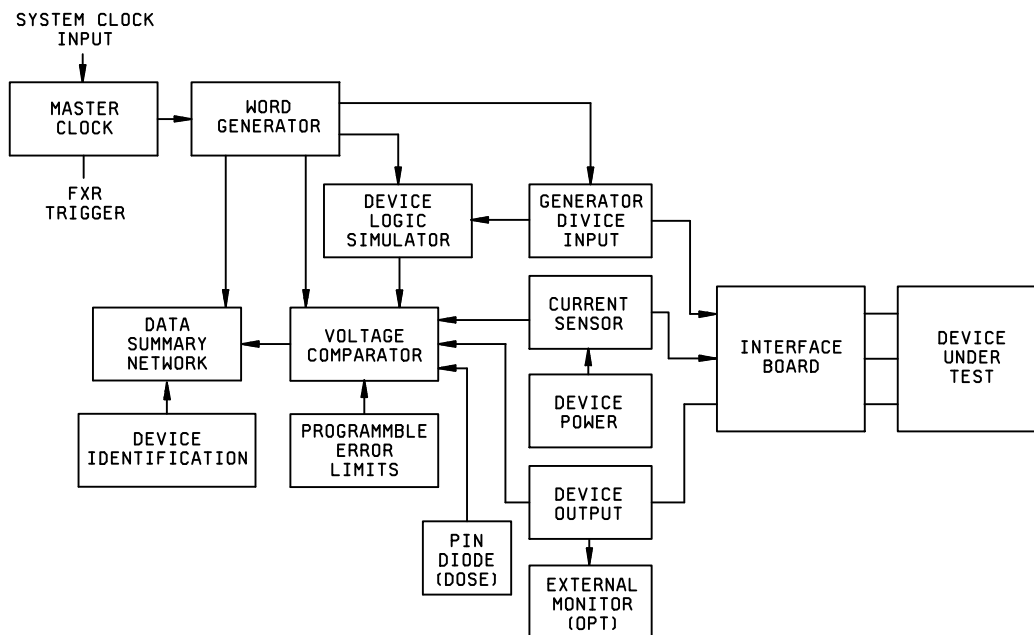 SYSTEM CLOCK
INPUT
MASTER
CLOCK
FXR
TRIGGER
WORD
GENERATOR
DEVICE
LOGIC
SIMULATOR
GENERATOR
DIVICE
INPUT
DATA
SUMMARY
NETWORK
VOLTAGE
COMPARATOR
CURRENT
SENSOR
INTERFACE
BOARD
DEVICE
UNDER
TEST
DEVICE
IDENTIFICATION
PROGRAMMBLE
ERROR
LIMITS
DEVICE
POWER
DEVICE
OUTPUT
PIN
DIODE
(DOSE)
EXTERNAL
MONITOR
(OPT)